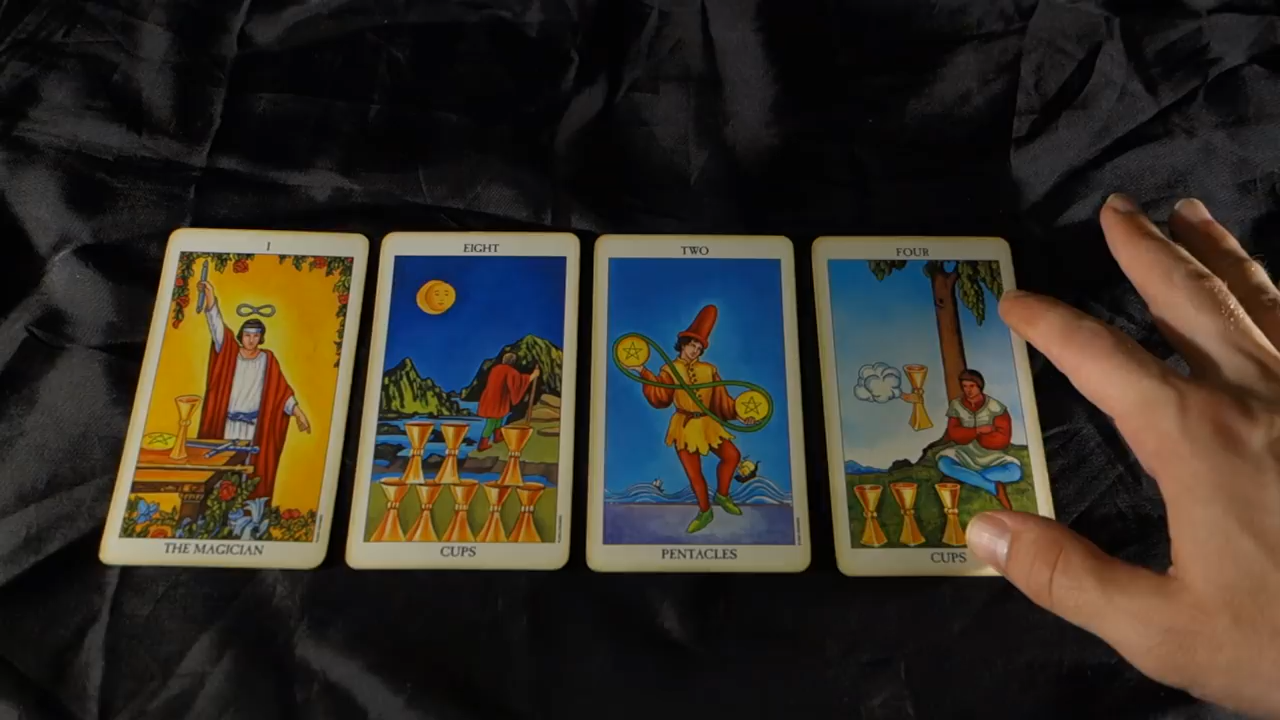 I
THE MAGICIAN
EIGHT
CUPS
TWO
PENTACLES
FOUR
CUPS